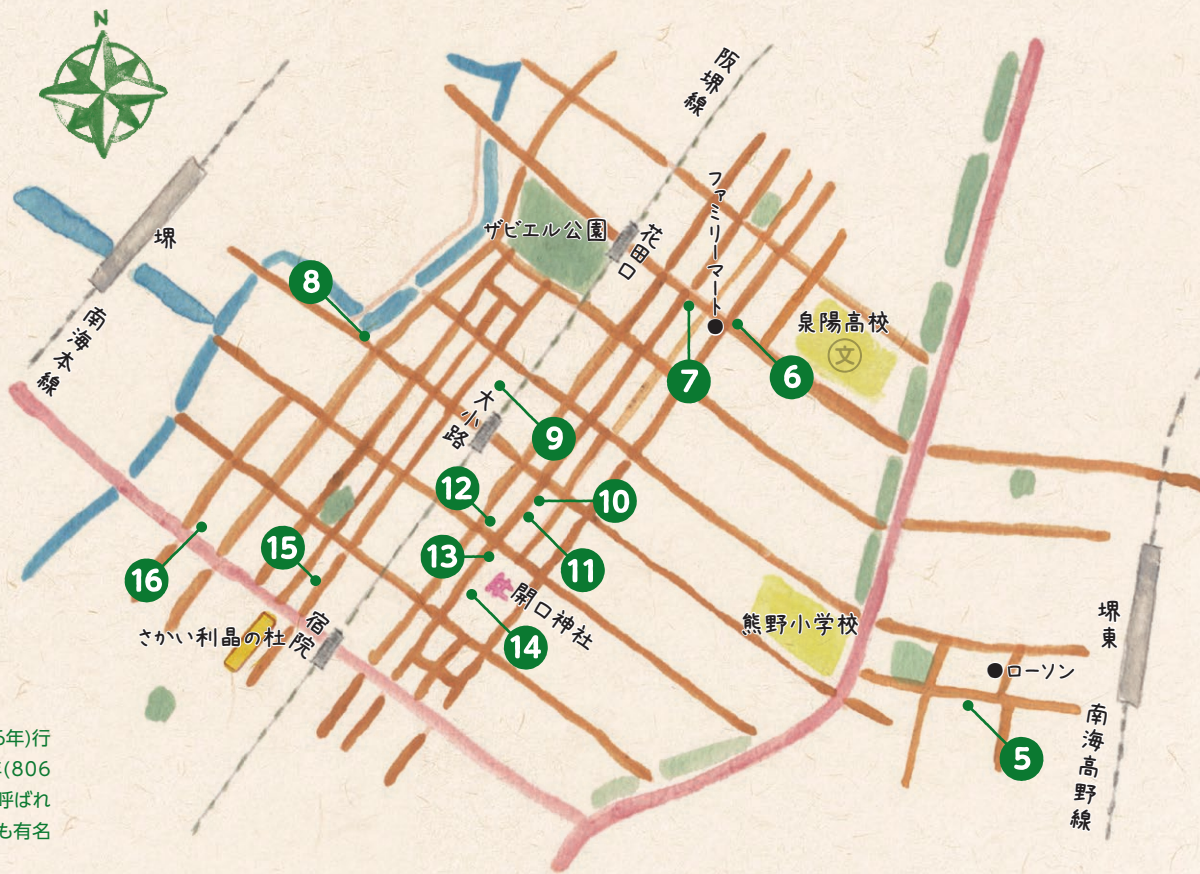 N
阪堺線
ファミリーマート
堺
ザビエル公園
花田口
8
泉陽高校
文
南海本線
7
6
大小路
9
12
10
13
11
15
16
開口神社
14
宿院
さかい利晶の杜
熊野小学校
堺東
ローソン
5
南海高野線
6年)行
(806
呼ばれ
も有名